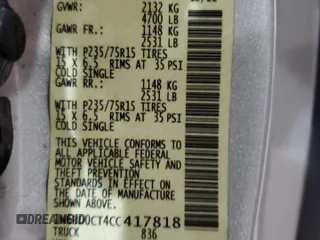 GVWR: 2132 KG
4700 LB
GAWR FR.: 1148 KG
2531 LB
WITH P235/75R15 TIRES
15 X 6.5 RIMS AT 35 PSI
COLD SINGLE
GAWR RR.: 1148 KG
2531 LB
WITH P235/75R15 TIRES
15 X 6.5 RIMS AT 35 PSI
COLD SINGLE
THIS VEHICLE CONFORMS TO
ALL APPLICABLE FEDERAL
MOTOR VEHICLE SAFETY AND
THEFT PREVENTION
STANDARDS IN EFFECT ON
THE DATE OF MANUFACTURE
SHOWN ABOVE.
417818
TRUCK 836
DREAMBID